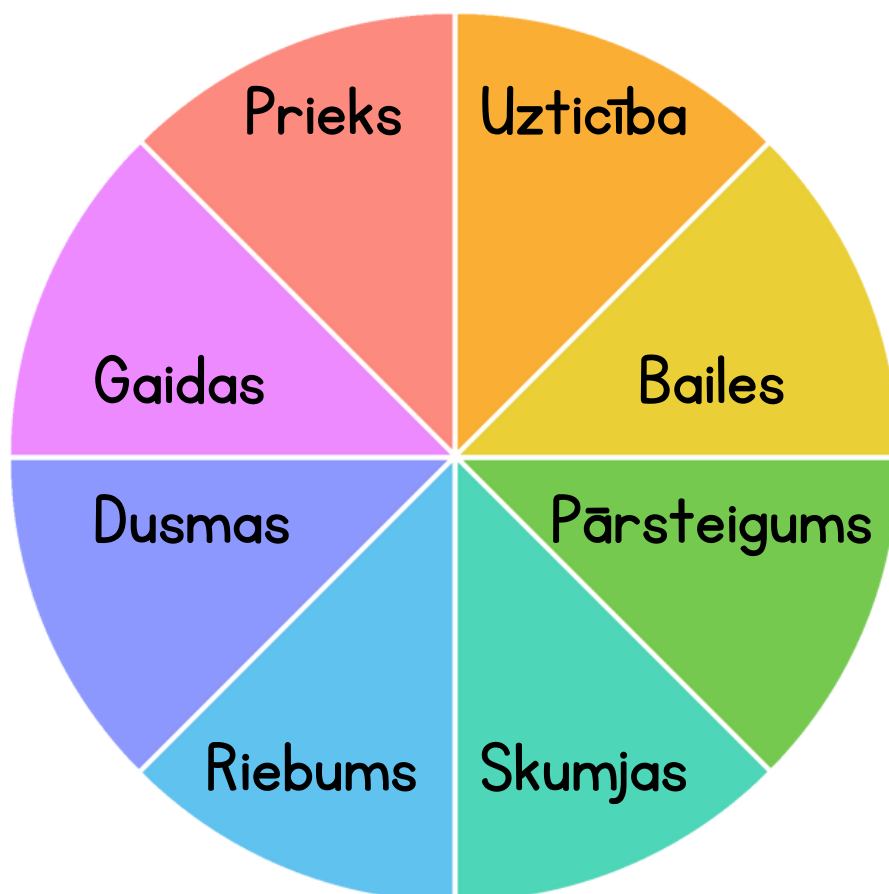 Prieks
Uzticība
Gaidas
Bailes
Dusmas
Pārsteigums
Riebums
Skumjas